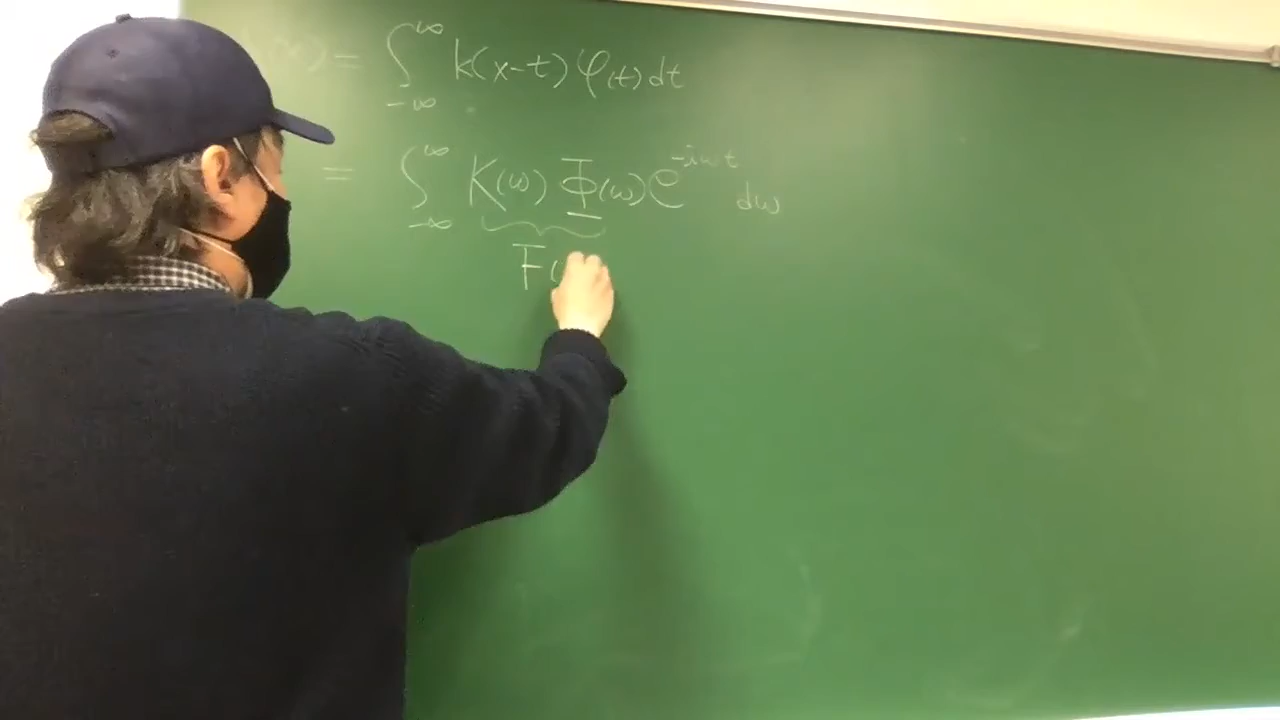 (x) = ∫_{-∞}^{∞} k(x-t) φ(t) dt
= ∫_{-∞}^{∞} K(ω) Φ(ω) e^{-iωt} dω
F(